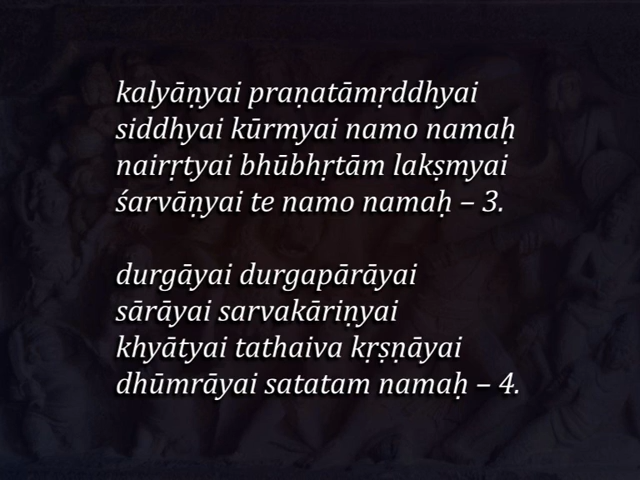 kalyāṇyai praṇatāmṛddhyai
siddhyai kūrmyai namo namaḥ
nairṛtyai bhūbhṛtām lakṣmyai
śarvāṇyai te namo namaḥ – 3.
durgāyai durgapārāyai
sārāyai sarvakāriṇyai
khyātyai tathaiva kṛṣṇāyai
dhūmrāyai satatam namaḥ – 4.